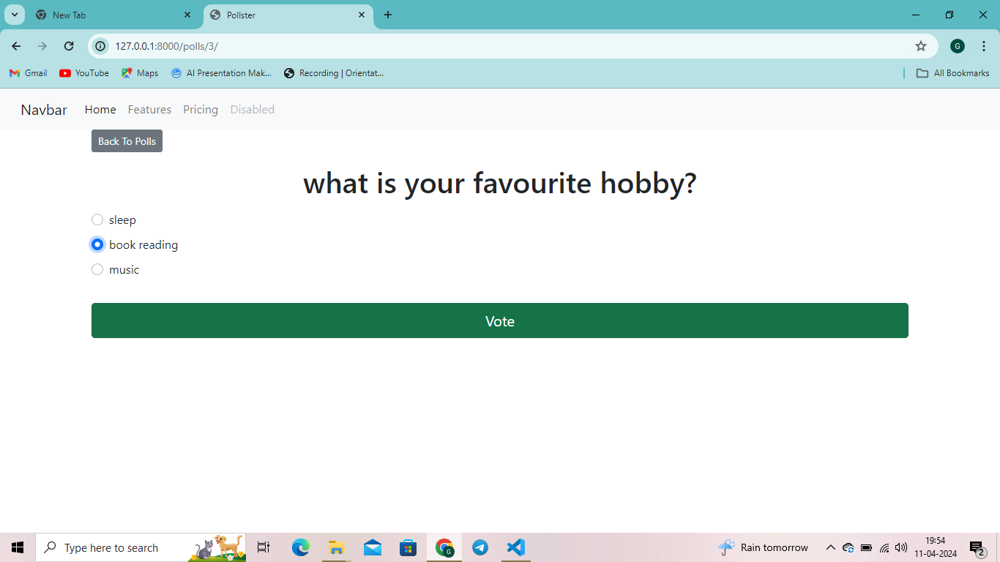 New Tab
Pollster
127.0.0.1:8000/polls/3/
G
Gmail YouTube Maps AI Presentation Mak... Recording | Orientat... All Bookmarks
Navbar Home Features Pricing Disabled
Back To Polls
what is your favourite hobby?
sleep
book reading
music
Vote
Type here to search
G
Rain tomorrow
19:54
11-04-2024
2